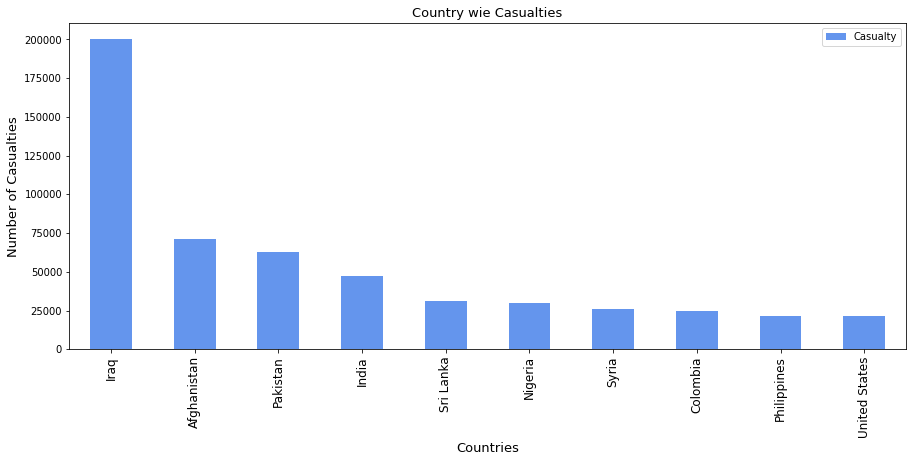 Country wie Casualties
Casualty
Number of Casualties
200000
175000
150000
125000
100000
75000
50000
25000
0
Iraq
Afghanistan
Pakistan
India
Sri Lanka
Nigeria
Syria
Colombia
Philippines
United States
Countries